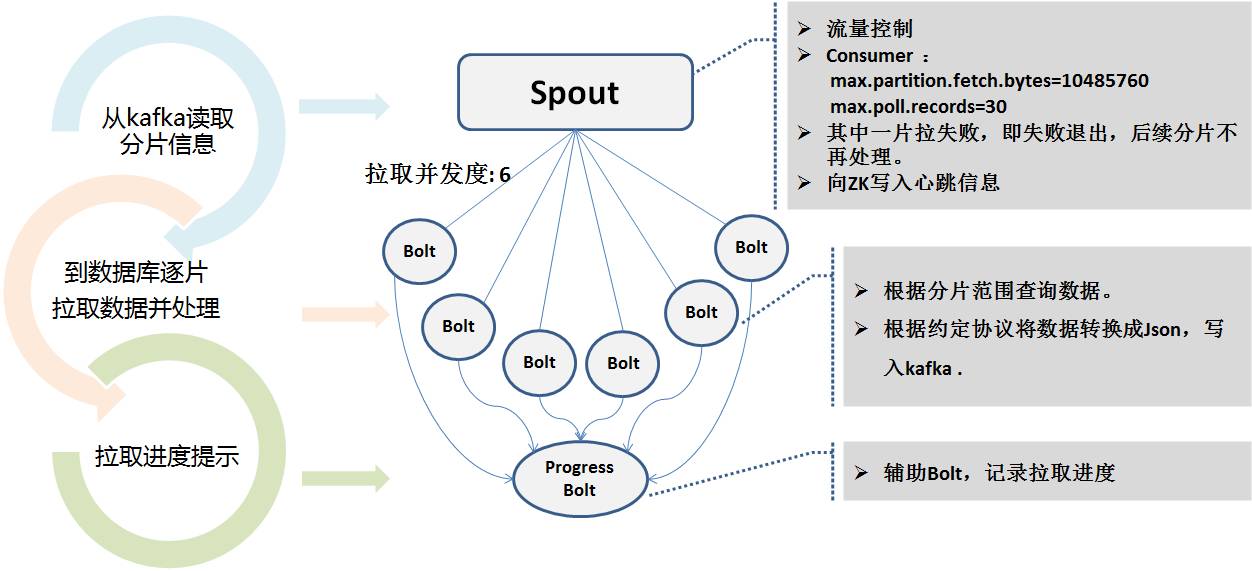 从kafka读取
分片信息
到数据库逐片
拉取数据并处理
拉取进度提示
Spout
拉取并发度: 6
Bolt
Bolt
Bolt
Bolt
Bolt
Bolt
Progress
Bolt
➢ 流量控制
➢ Consumer ：
max.partition.fetch.bytes=10485760
max.poll.records=30
➢ 其中一片拉失败，即失败退出，后续分片不
再处理。
➢ 向ZK写入心跳信息
➢ 根据分片范围查询数据。
➢ 根据约定协议将数据转换成Json，写
入kafka .
➢ 辅助Bolt，记录拉取进度